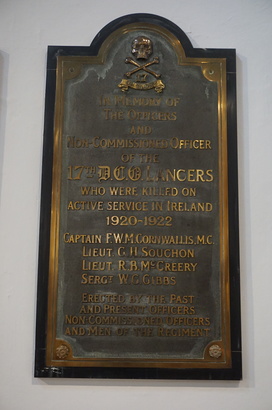 IN MEMORY OF
THE OFFICERS
AND
NON-COMMISSIONED OFFICER
OF THE
17TH D.C.O. LANCERS
WHO WERE KILLED ON
ACTIVE SERVICE IN IRELAND
1920-1922
CAPTAIN F.W.M. CORNWALLIS, M.C.
LIEUT. G.H. SOUCHON
LIEUT. R.B. MCCREERY
SERGT. W.G. GIBBS
ERECTED BY THE PAST
AND PRESENT OFFICERS
NON-COMMISSIONED OFFICERS
AND MEN OF THE REGIMENT